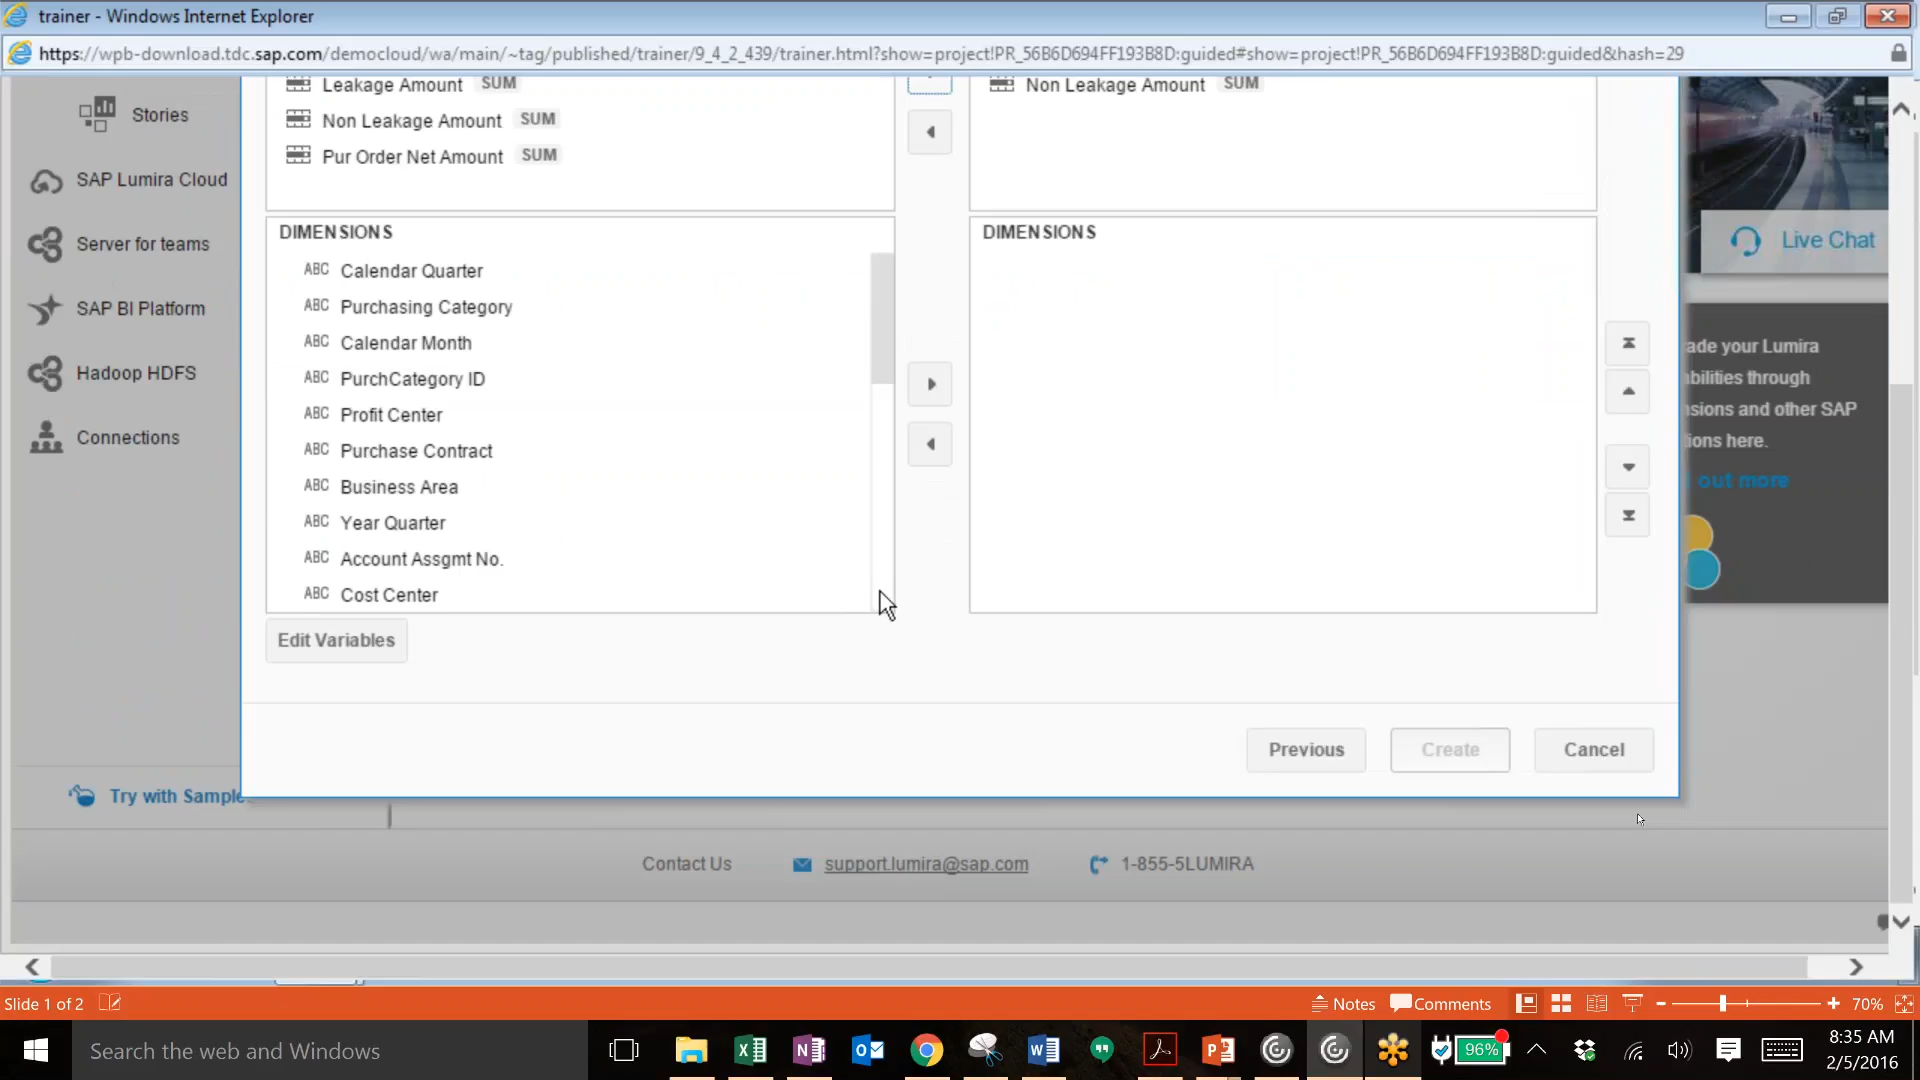 trainer - Windows Internet Explorer
https://wpb-download.tdc.sap.com/democloud/wa/main/~tag/published/trainer/9_4_2_439/trainer.html?show=project!PR_56B6D694FF193B8D:guided#show=project!PR_56B6D694FF193B8D:guided&hash=29
Stories
SAP Lumira Cloud
Server for teams
SAP BI Platform
Hadoop HDFS
Connections
Try with Sample
Leakage Amount SUM
Non Leakage Amount SUM
Pur Order Net Amount SUM
Non Leakage Amount SUM
DIMENSIONS
ABC Calendar Quarter
ABC Purchasing Category
ABC Calendar Month
ABC PurchCategory ID
ABC Profit Center
ABC Purchase Contract
ABC Business Area
ABC Year Quarter
ABC Account Assgmt No.
ABC Cost Center
DIMENSIONS
Edit Variables
Previous Create Cancel
Live Chat
ade your Lumira
abilities through
nsions and other SAP
tions here.
out more
Contact Us support.lumira@sap.com 1-855-5LUMIRA
Slide 1 of 2 Notes Comments 70%
Search the web and Windows 96% 8:35 AM
2/5/2016